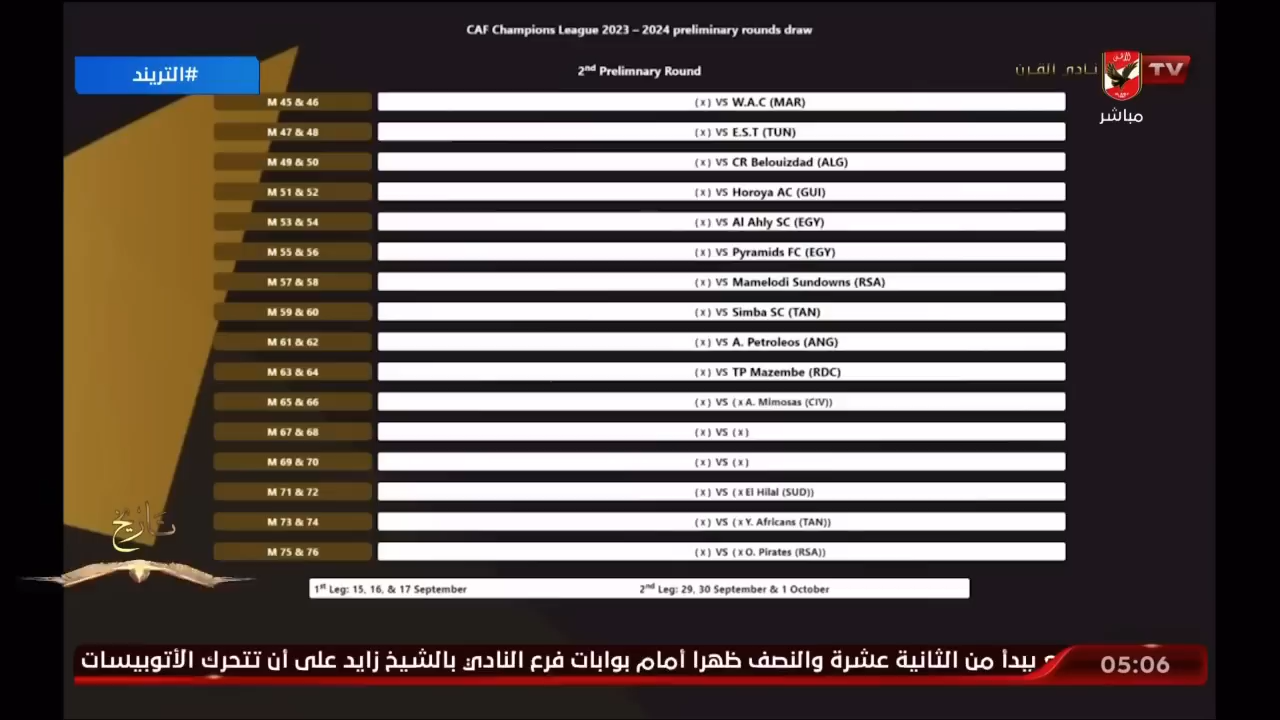 CAF Champions League 2023 – 2024 preliminary rounds draw
2nd Prelimnary Round
#التريند
نادي القرن TV
مباشر
M 45 & 46 (x) VS W.A.C (MAR)
M 47 & 48 (x) VS E.S.T (TUN)
M 49 & 50 (x) VS CR Belouizdad (ALG)
M 51 & 52 (x) VS Horoya AC (GUI)
M 53 & 54 (x) VS Al Ahly SC (EGY)
M 55 & 56 (x) VS Pyramids FC (EGY)
M 57 & 58 (x) VS Mamelodi Sundowns (RSA)
M 59 & 60 (x) VS Simba SC (TAN)
M 61 & 62 (x) VS A. Petroleos (ANG)
M 63 & 64 (x) VS TP Mazembe (RDC)
M 65 & 66 (x) VS (x A. Mimosas (CIV))
M 67 & 68 (x) VS (x)
M 69 & 70 (x) VS (x)
M 71 & 72 (x) VS (x El Hilal (SUD))
M 73 & 74 (x) VS (x Y. Africans (TAN))
M 75 & 76 (x) VS (x O. Pirates (RSA))
تاريخ
1st Leg: 15, 16, & 17 September 2nd Leg: 29, 30 September & 1 October
يبدأ من الثانية عشرة والنصف ظهرا أمام بوابات فرع النادي بالشيخ زايد على أن تتحرك الأتوبيسات
05:06